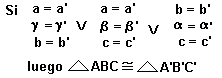 Si a = a' a = a' b = b'
γ = γ' ∨ β = β' ∨ α = α'
b = b' c = c' c = c'
luego △ABC ≅ △A'B'C'